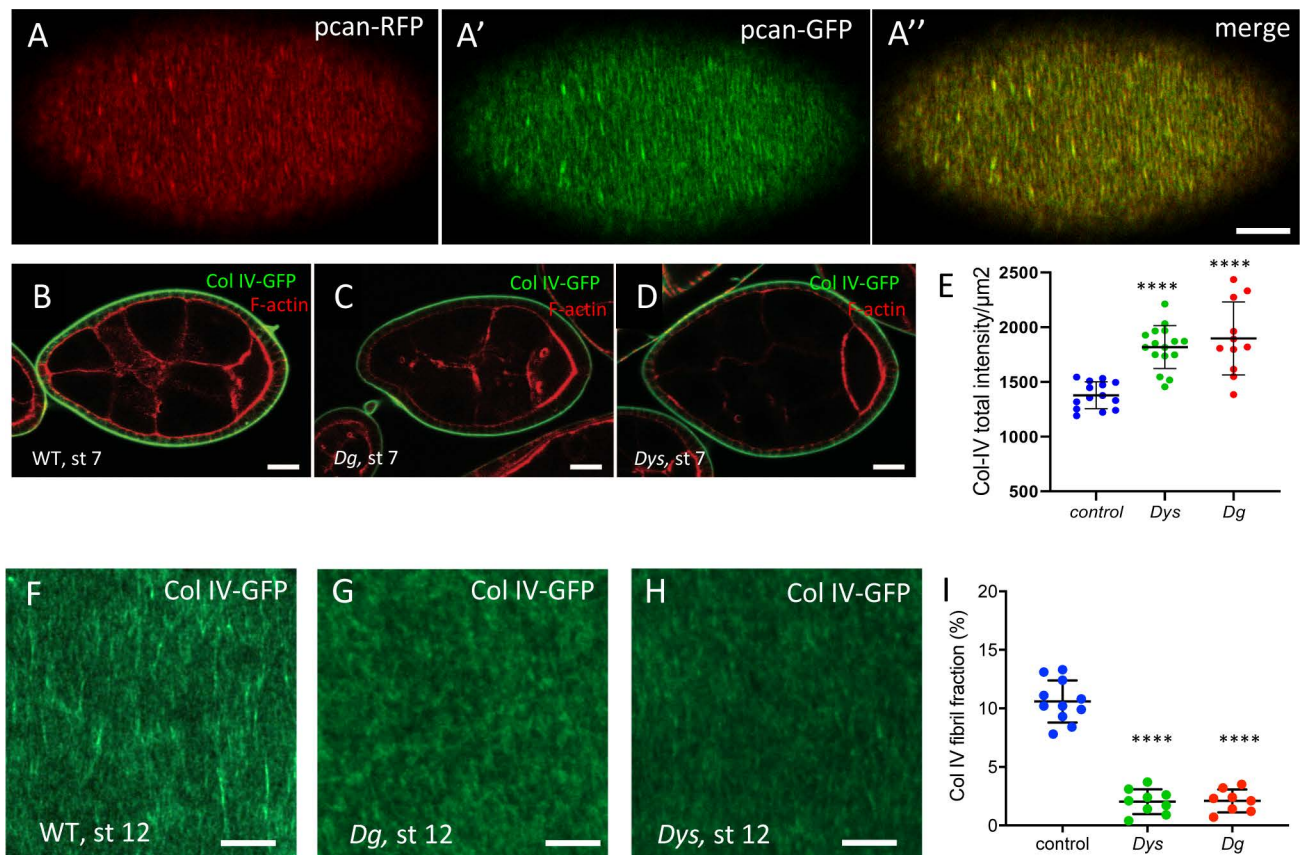 A pcan-RFP
A' pcan-GFP
A'' merge
B Col IV-GFP
F-actin
WT, st 7
C Col IV-GFP
F-actin
Dg, st 7
D Col IV-GFP
F-actin
Dys, st 7
E
Col-IV total intensity/µm2
2500
2000
1500
1000
500
****
****
control Dys Dg
F Col IV-GFP
WT, st 12
G Col IV-GFP
Dg, st 12
H Col IV-GFP
Dys, st 12
I
Col IV fibril fraction (%)
20
15
10
5
0
**** ****
control Dys Dg